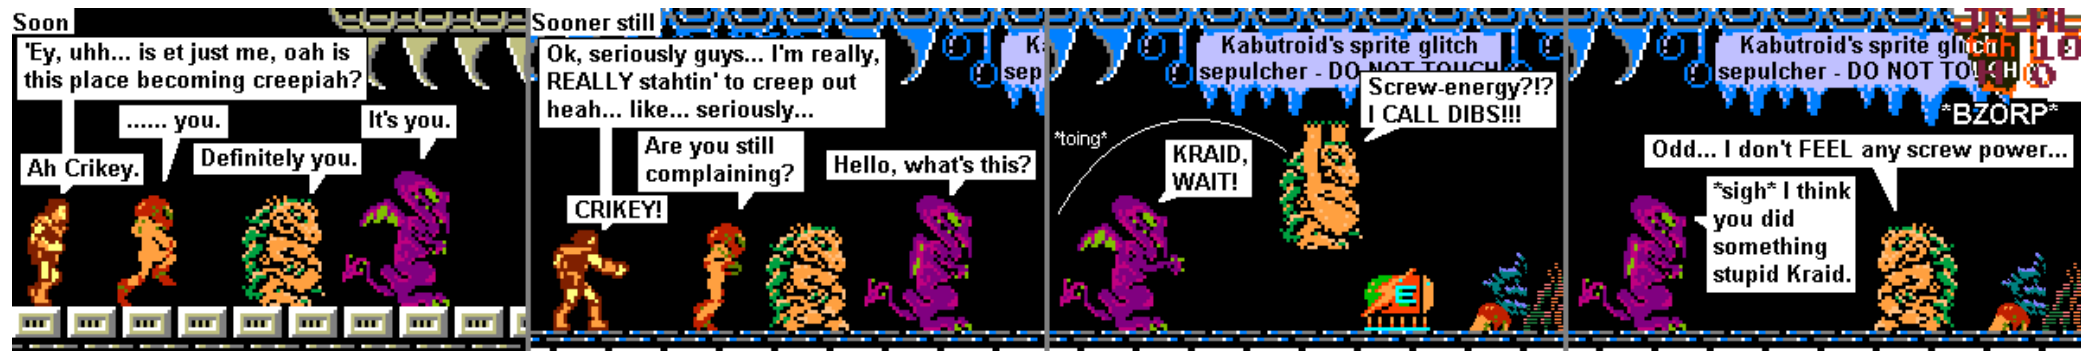 Soon
'Ey, uhh... is et just me, oah is
this place becoming creepiah?
...... you.
It's you.
Definitely you.
Ah Crikey.
Sooner still
Ok, seriously guys... I'm really,
REALLY stahtin' to creep out
heah... like... seriously...
Are you still
complaining?
Hello, what's this?
CRIKEY!
Kabutroid's sprite glitch
sepulcher - DO NOT TOUCH
Screw-energy?!?
I CALL DIBS!!!
*toing*
KRAID,
WAIT!
E
Kabutroid's sprite glitch
sepulcher - DO NOT TO
*BZORP*
Odd... I don't FEEL any screw power...
*sigh* I think
you did
something
stupid Kraid.